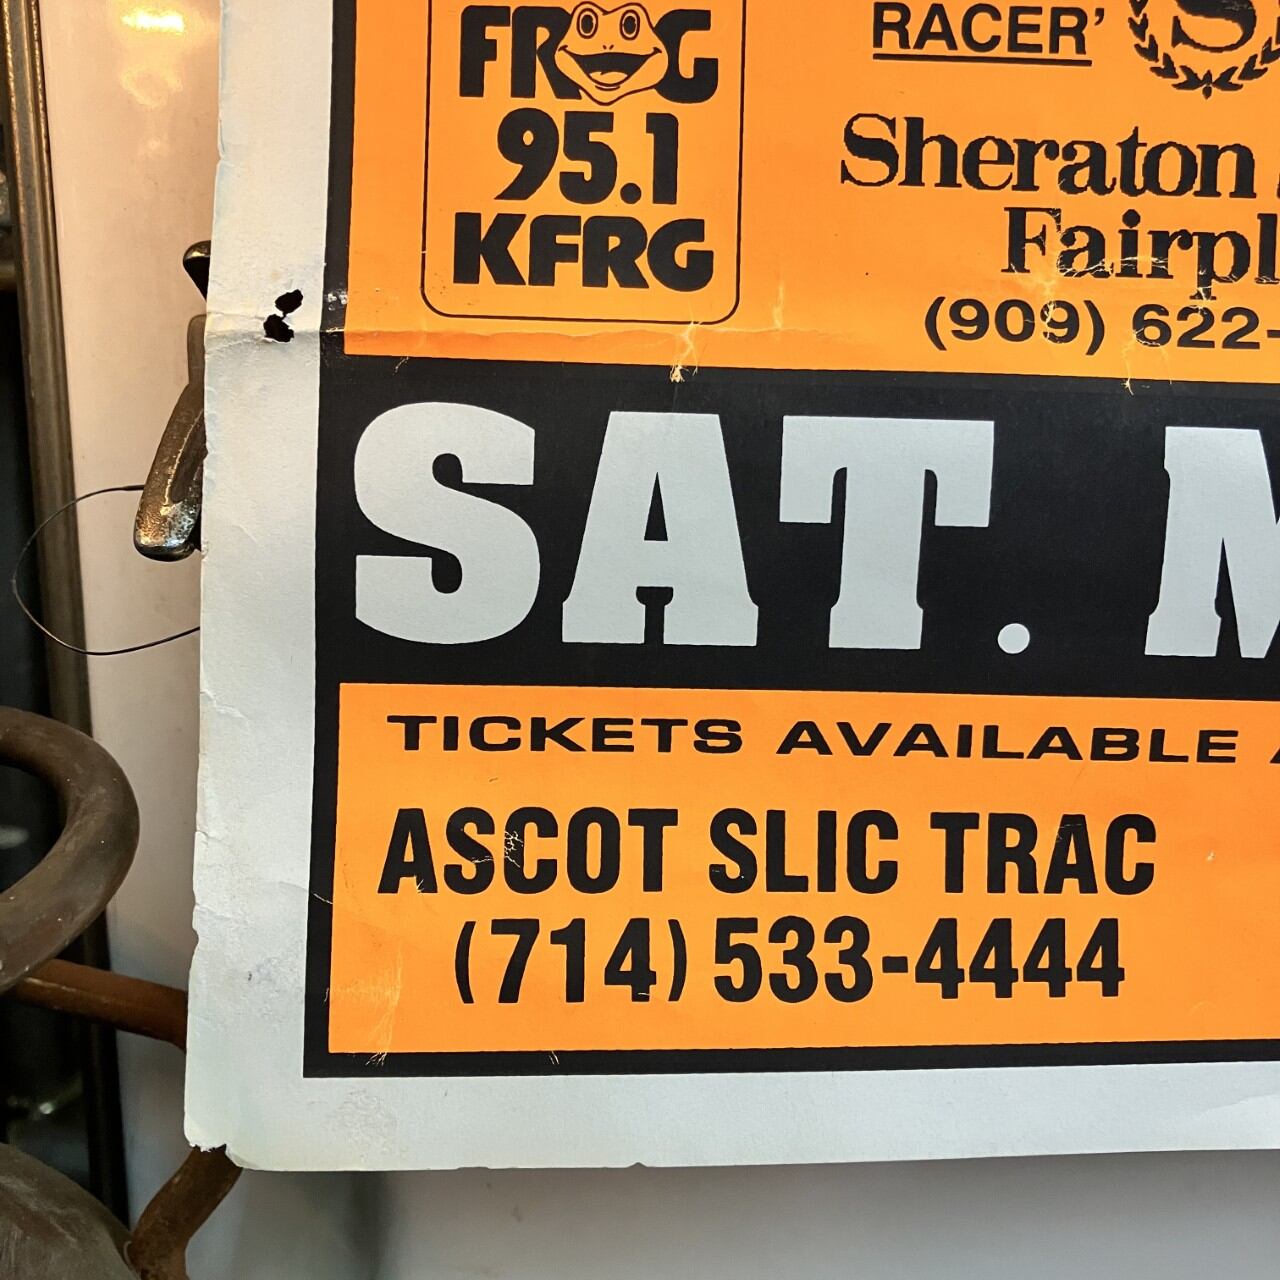 FROG
95.1
KFRG
RACER'
S
Sheraton
Fairpl
(909) 622-
SAT. M
TICKETS AVAILABLE A
ASCOT SLIC TRAC
(714) 533-4444